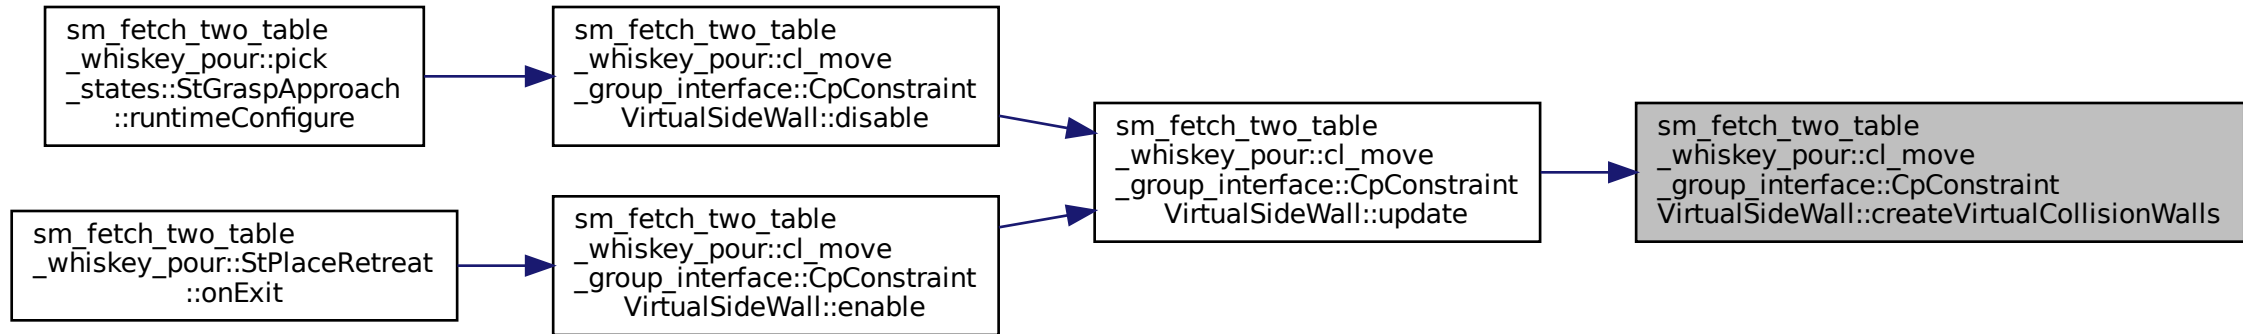 sm_fetch_two_table
_whiskey_pour::pick
_states::StGraspApproach
::runtimeConfigure
sm_fetch_two_table
_whiskey_pour::cl_move
_group_interface::CpConstraint
VirtualSideWall::disable
sm_fetch_two_table
_whiskey_pour::StPlaceRetreat
::onExit
sm_fetch_two_table
_whiskey_pour::cl_move
_group_interface::CpConstraint
VirtualSideWall::enable
sm_fetch_two_table
_whiskey_pour::cl_move
_group_interface::CpConstraint
VirtualSideWall::update
sm_fetch_two_table
_whiskey_pour::cl_move
_group_interface::CpConstraint
VirtualSideWall::createVirtualCollisionWalls